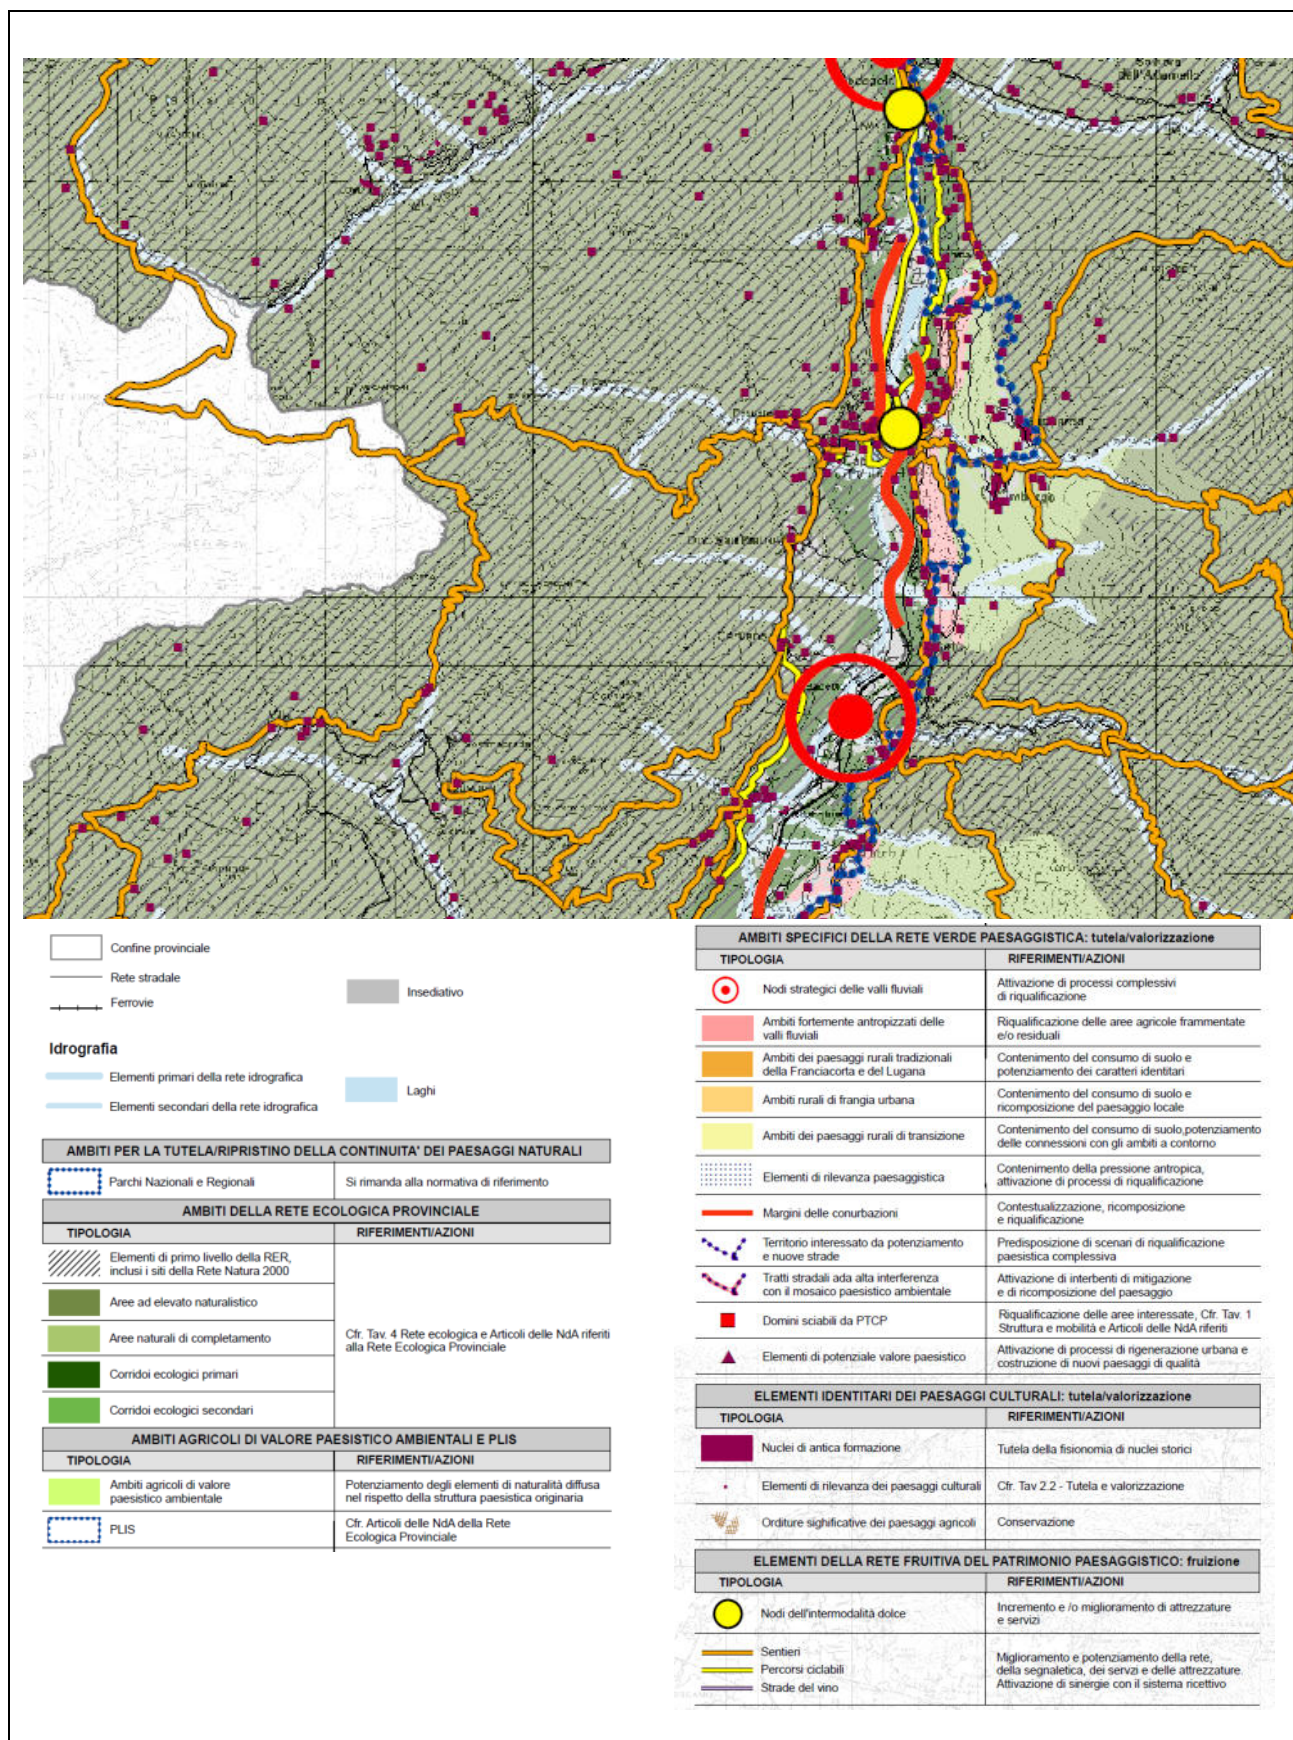 dell'Adamello
Confine provinciale
Rete stradale
Ferrovie
Insediativo
Idrografia
Elementi primari della rete idrografica
Elementi secondari della rete idrografica
Laghi
AMBITI PER LA TUTELA/RIPRISTINO DELLA CONTINUITA' DEI PAESAGGI NATURALI
Parchi Nazionali e Regionali
Si rimanda alla normativa di riferimento
AMBITI DELLA RETE ECOLOGICA PROVINCIALE
TIPOLOGIA
RIFERIMENTI/AZIONI
Elementi di primo livello della RER,
inclusi i siti della Rete Natura 2000
Aree ad elevato naturalistico
Aree naturali di completamento
Corridoi ecologici primari
Corridoi ecologici secondari
Cfr. Tav. 4 Rete ecologica e Articoli delle NdA riferiti
alla Rete Ecologica Provinciale
AMBITI AGRICOLI DI VALORE PAESISTICO AMBIENTALI E PLIS
TIPOLOGIA
RIFERIMENTI/AZIONI
Ambiti agricoli di valore
paesistico ambientale
Potenziamento degli elementi di naturalità diffusa
nel rispetto della struttura paesistica originaria
PLIS
Cfr. Articoli delle NdA della Rete
Ecologica Provinciale
AMBITI SPECIFICI DELLA RETE VERDE PAESAGGISTICA: tutela/valorizzazione
TIPOLOGIA
RIFERIMENTI/AZIONI
Nodi strategici delle valli fluviali
Attivazione di processi complessivi
di riqualificazione
Ambiti fortemente antropizzati delle
valli fluviali
Riqualificazione delle aree agricole frammentate
e/o residuali
Ambiti dei paesaggi rurali tradizionali
della Franciacorta e del Lugana
Contenimento del consumo di suolo e
potenziamento dei caratteri identitari
Ambiti rurali di frangia urbana
Contenimento del consumo di suolo e
ricomposizione del paesaggio locale
Ambiti dei paesaggi rurali di transizione
Contenimento del consumo di suolo,potenziamento
delle connessioni con gli ambiti a contorno
Elementi di rilevanza paesaggistica
Contenimento della pressione antropica,
attivazione di processi di riqualificazione
Margini delle conurbazioni
Contestualizzazione, ricomposizione
e riqualificazione
Territorio interessato da potenziamento
e nuove strade
Predisposizione di scenari di riqualificazione
paesistica complessiva
Tratti stradali ada alta interferenza
con il mosaico paesistico ambientale
Attivazione di interbenti di mitigazione
e di ricomposizione del paesaggio
Domini sciabili da PTCP
Riqualificazione delle aree interessate, Cfr. Tav. 1
Struttura e mobilità e Articoli delle NdA riferiti
Elementi di potenziale valore paesistico
Attivazione di processi di rigenerazione urbana e
costruzione di nuovi paesaggi di qualità
ELEMENTI IDENTITARI DEI PAESAGGI CULTURALI: tutela/valorizzazione
TIPOLOGIA
RIFERIMENTI/AZIONI
Nuclei di antica formazione
Tutela della fisionomia di nuclei storici
Elementi di rilevanza dei paesaggi culturali
Cfr. Tav 2.2 - Tutela e valorizzazione
Orditure sighificative dei paesaggi agricoli
Conservazione
ELEMENTI DELLA RETE FRUITIVA DEL PATRIMONIO PAESAGGISTICO: fruizione
TIPOLOGIA
RIFERIMENTI/AZIONI
Nodi dell'intermodalità dolce
Incremento e /o miglioramento di attrezzature
e servizi
Sentieri
Percorsi ciclabili
Strade del vino
Miglioramento e potenziamento della rete,
della segnaletica, dei servzi e delle attrezzature.
Attivazione di sinergie con il sistema ricettivo